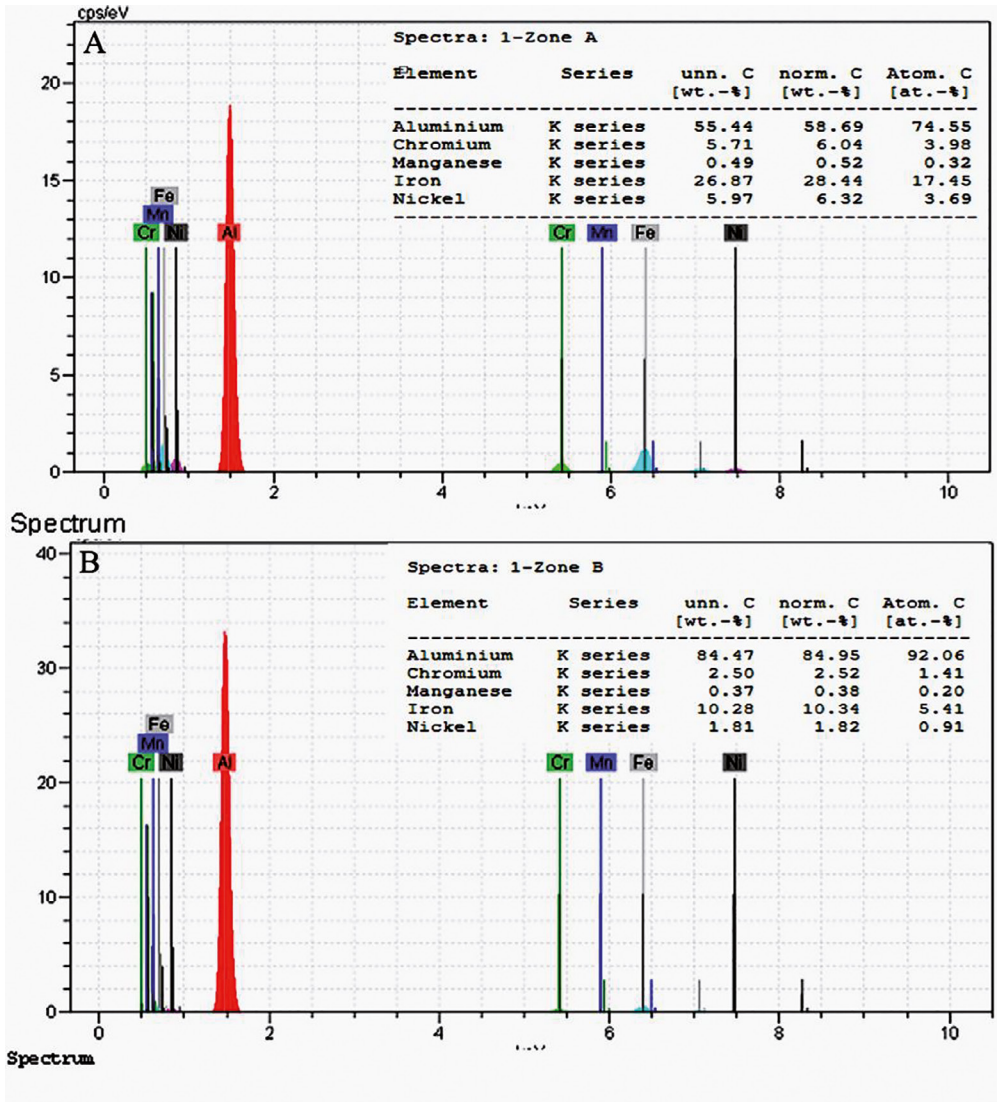 cps/eV
A
Spectra: 1-Zone A
Element Series unn. C norm. C Atom. C
[wt.-%] [wt.-%] [at.-%]
Aluminium K series 55.44 58.69 74.55
Chromium K series 5.71 6.04 3.98
Manganese K series 0.49 0.52 0.32
Iron K series 26.87 28.44 17.45
Nickel K series 5.97 6.32 3.69
20
15
Fe
Mn
Cr Ni Al Cr Mn Fe Ni
10
5
0
0 2 4 6 8 10
Spectrum
40
B
Spectra: 1-Zone B
Element Series unn. C norm. C Atom. C
[wt.-%] [wt.-%] [at.-%]
Aluminium K series 84.47 84.95 92.06
Chromium K series 2.50 2.52 1.41
Manganese K series 0.37 0.38 0.20
Iron K series 10.28 10.34 5.41
Nickel K series 1.81 1.82 0.91
30
Fe
Mn
Cr Ni Al Cr Mn Fe Ni
20
10
0
0 2 4 6 8 10
Spectrum